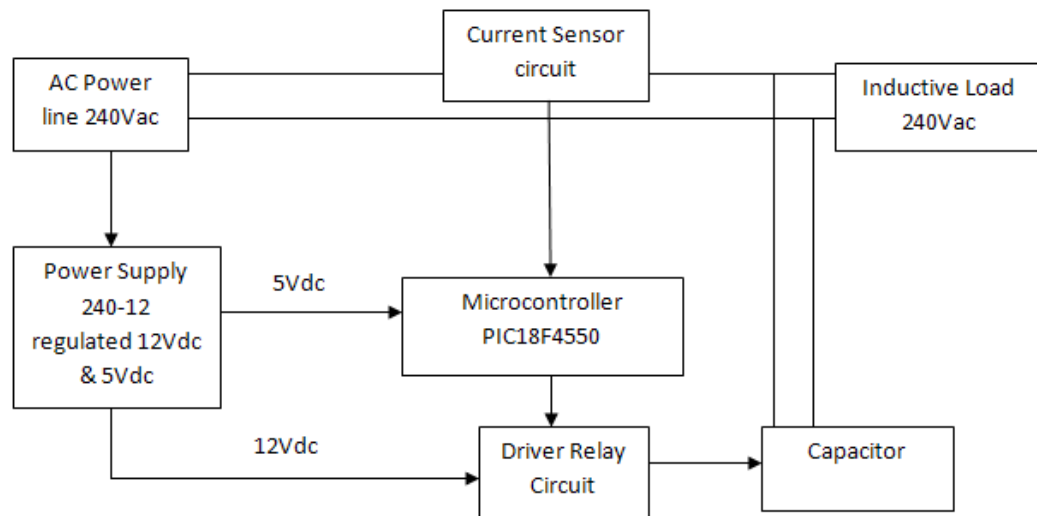 Current Sensor
circuit
AC Power
line 240Vac
Inductive Load
240Vac
Power Supply
240-12
regulated 12Vdc
& 5Vdc
5Vdc
Microcontroller
PIC18F4550
12Vdc
Driver Relay
Circuit
Capacitor